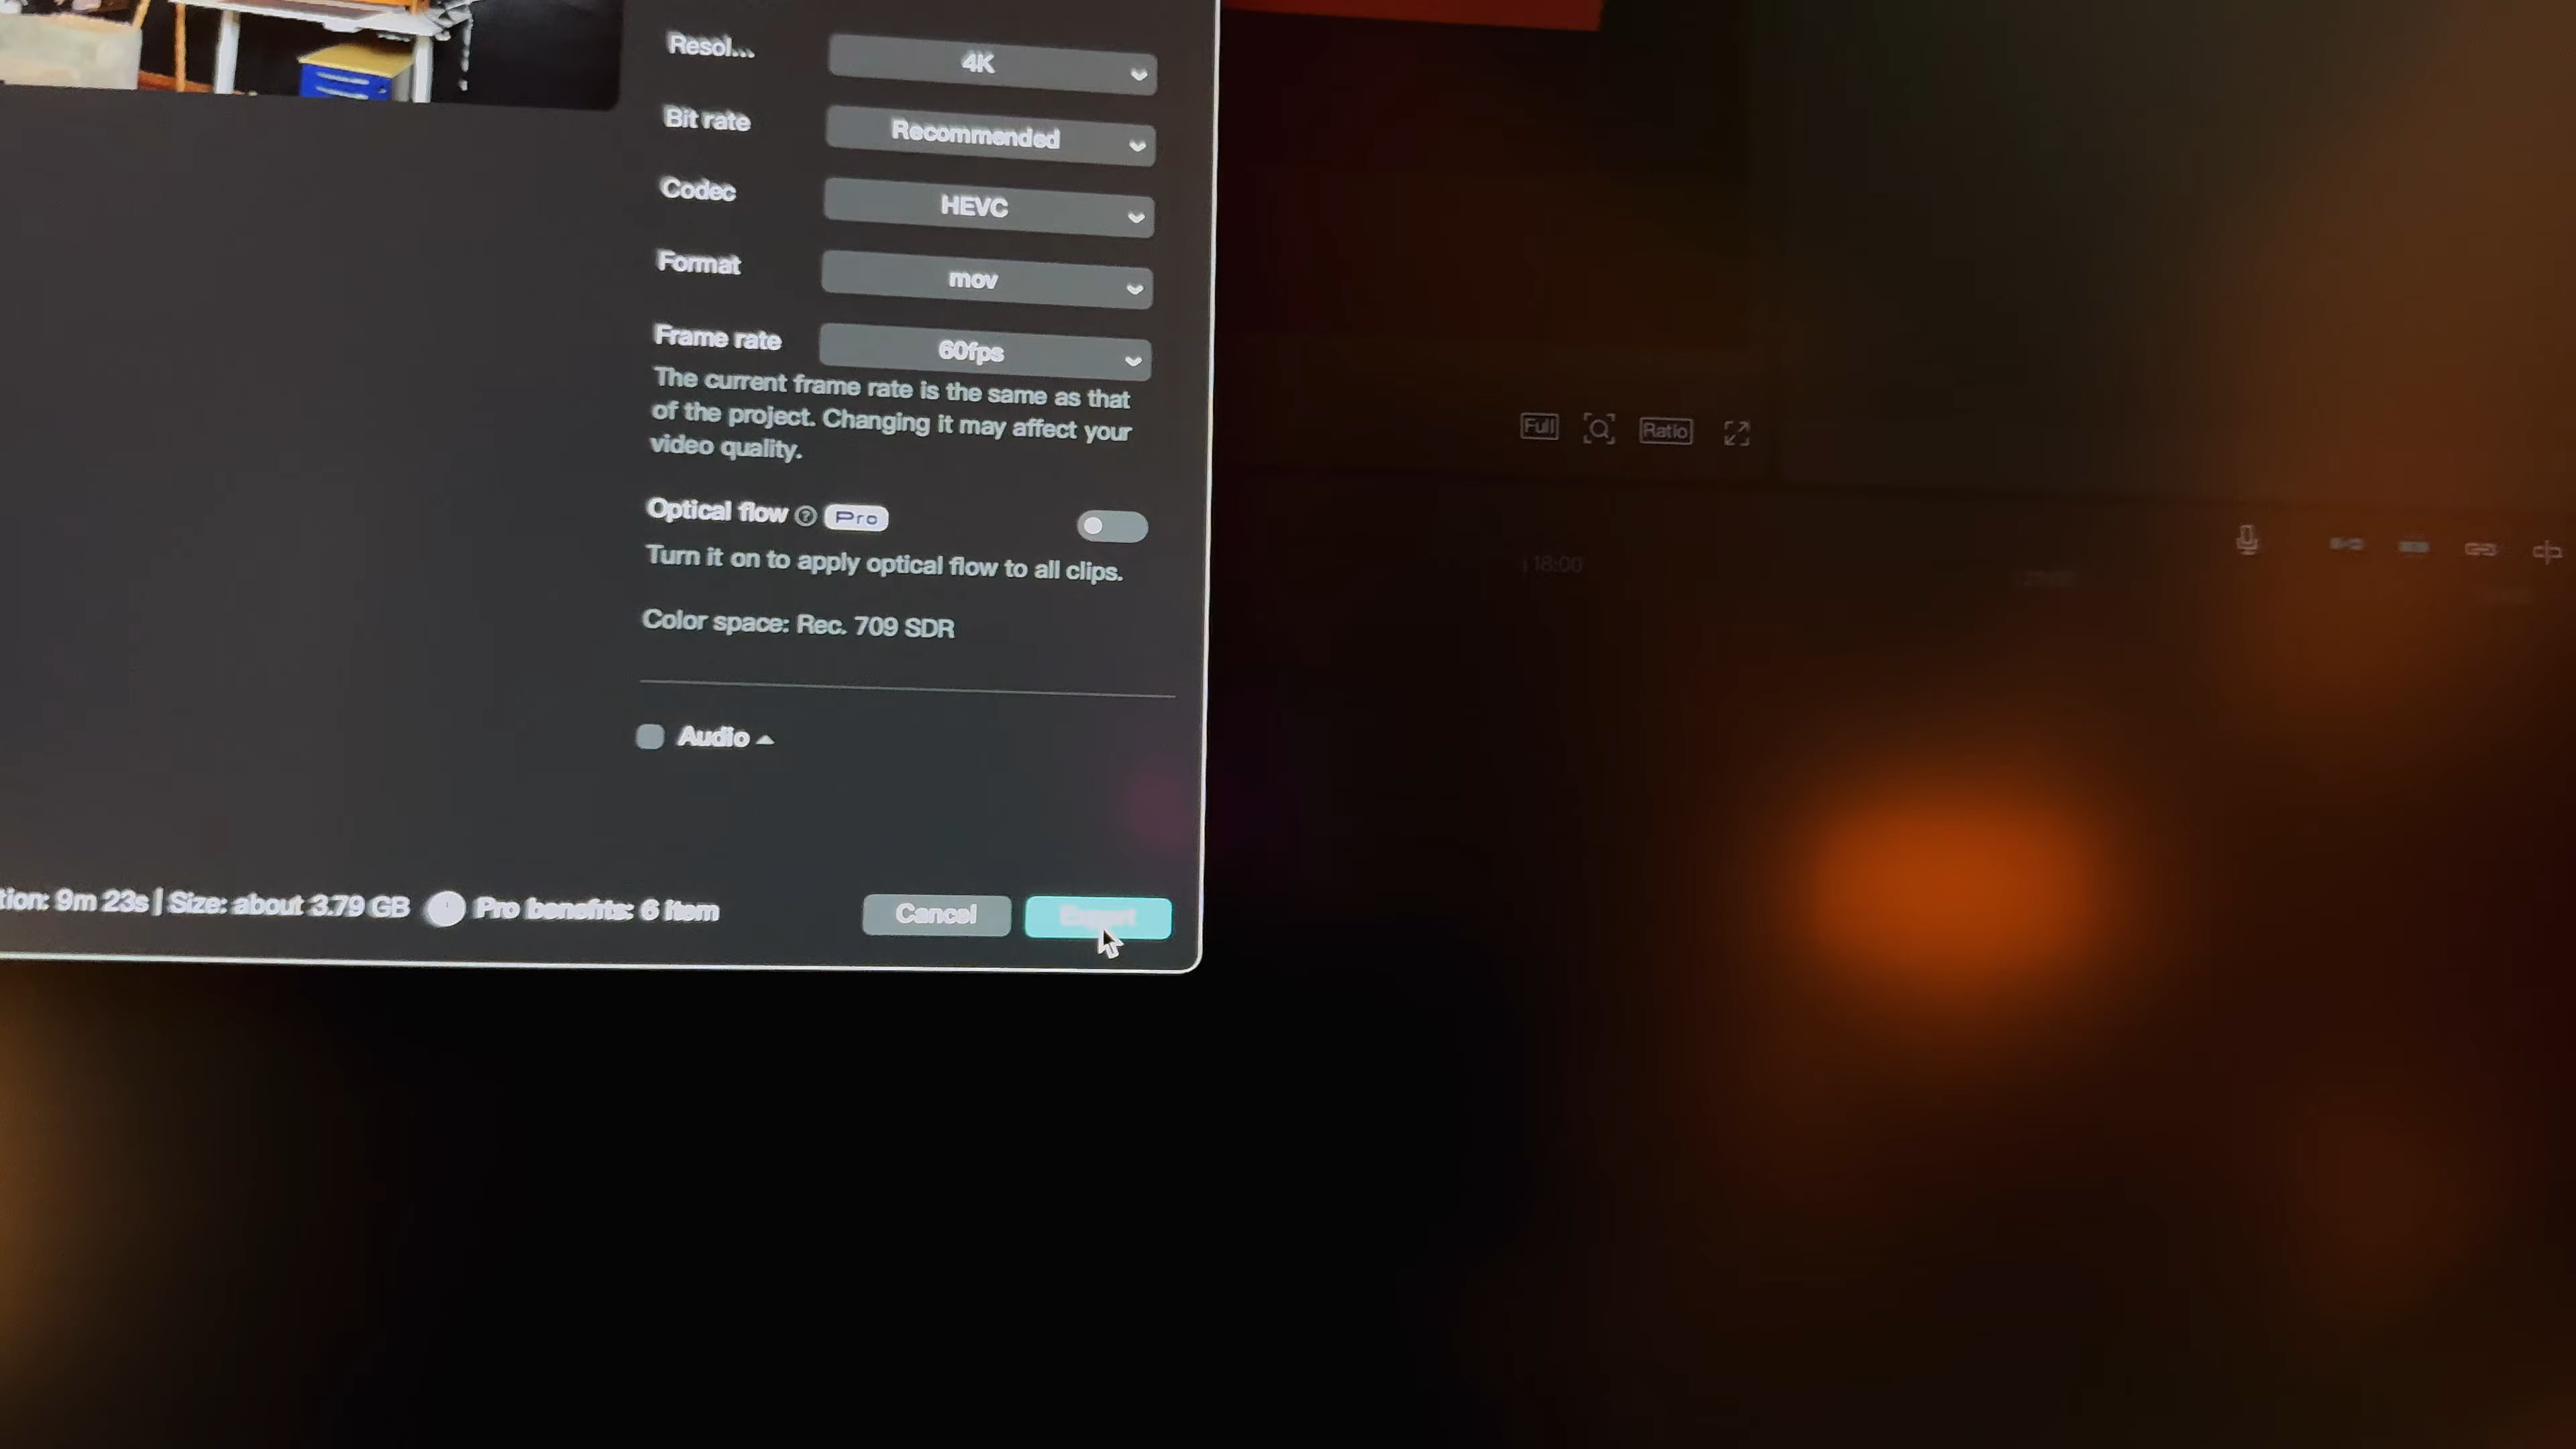 Resol...
4K
Bit rate
Recommended
Codec
HEVC
Format
mov
Frame rate
60fps
The current frame rate is the same as that
of the project. Changing it may affect your
video quality.
Optical flow ? Pro
Turn it on to apply optical flow to all clips.
Color space: Rec. 709 SDR
Audio
tion: 9m 23s | Size: about 3.79 GB
Pro benefits: 6 item
Cancel
Export
Full
Ratio
18:00